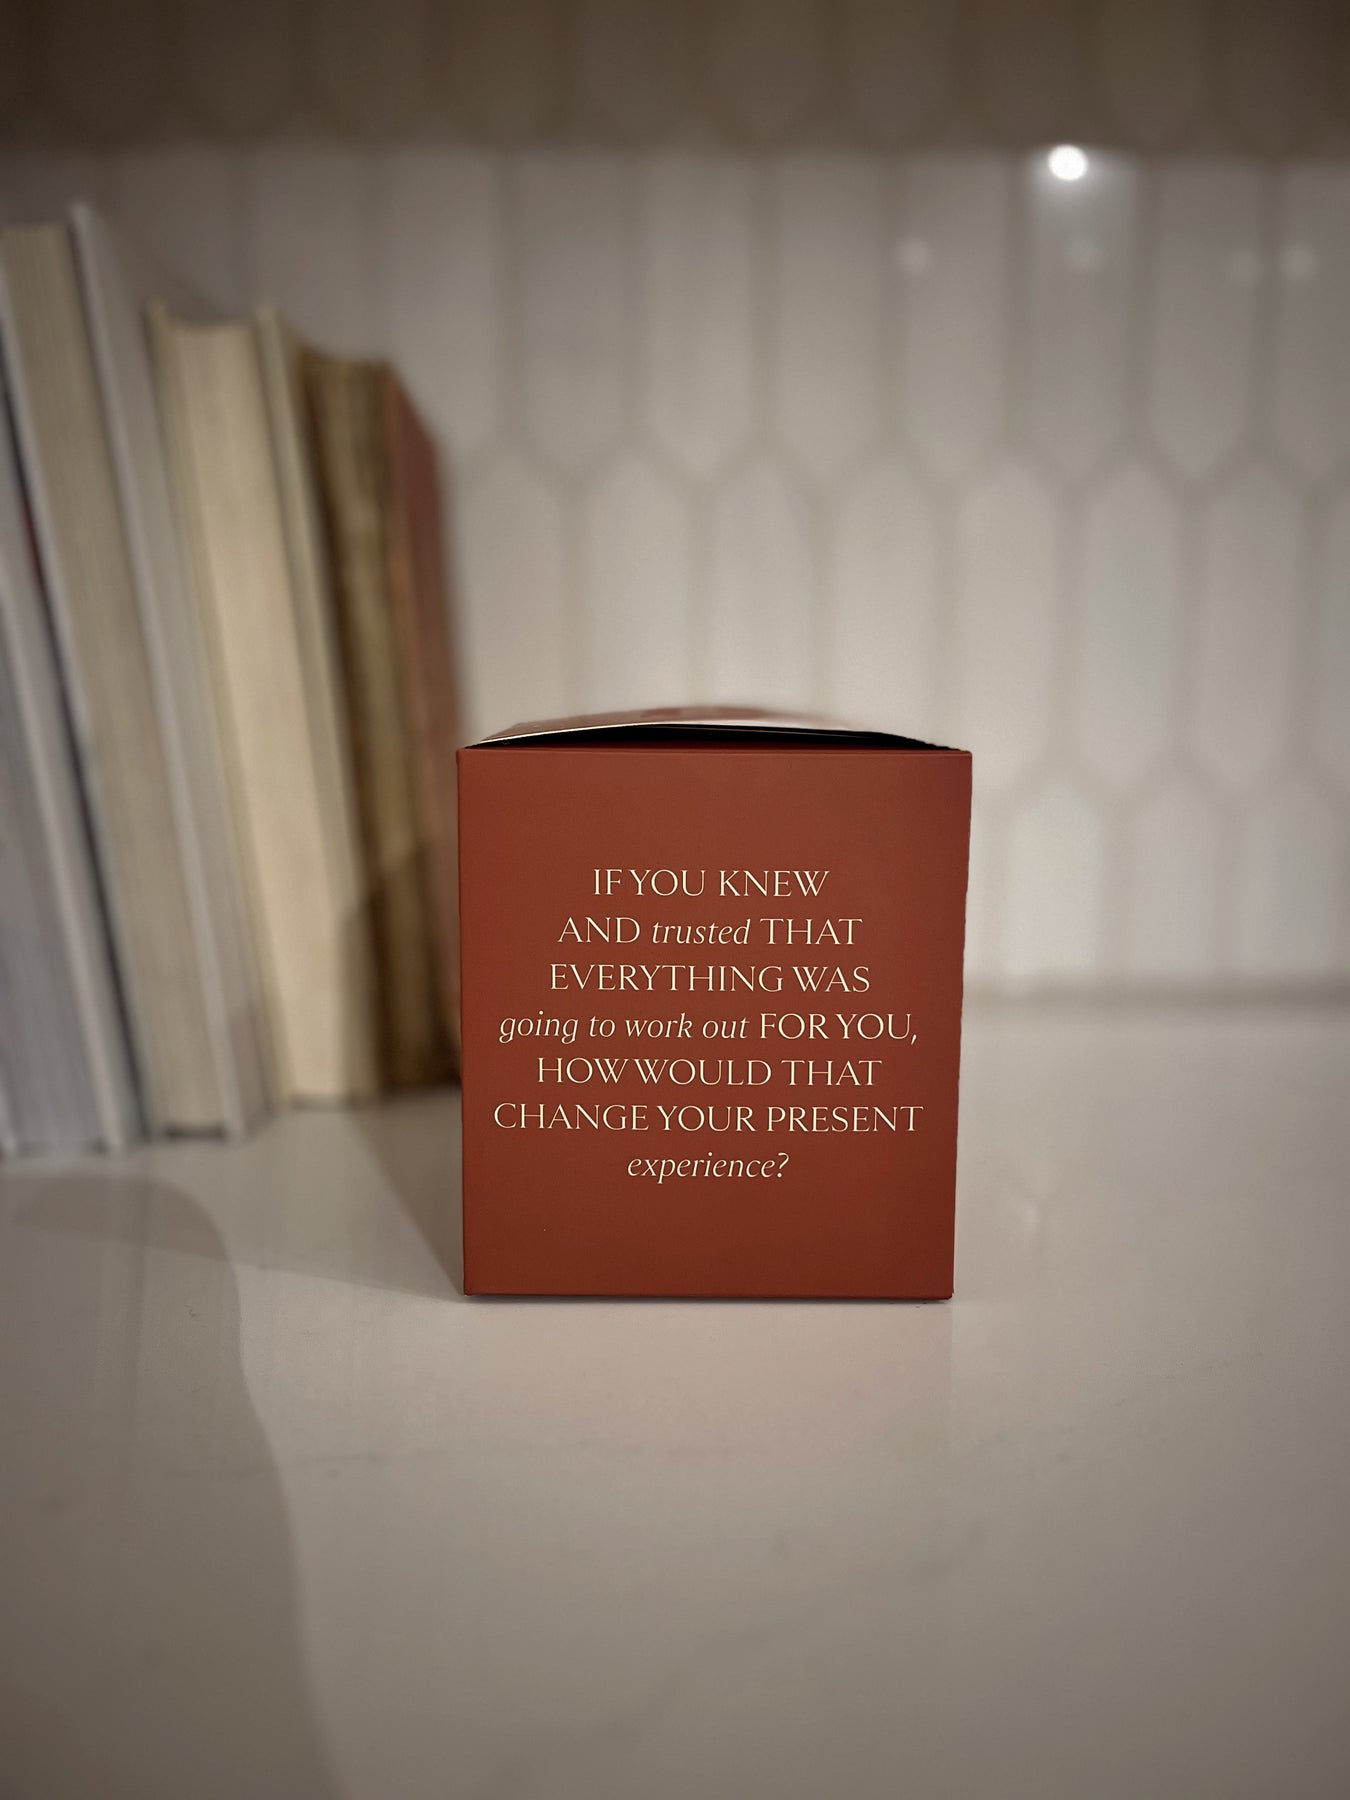 IF YOU KNEW
AND trusted THAT
EVERYTHING WAS
going to work out FOR YOU,
HOW WOULD THAT
CHANGE YOUR PRESENT
experience?